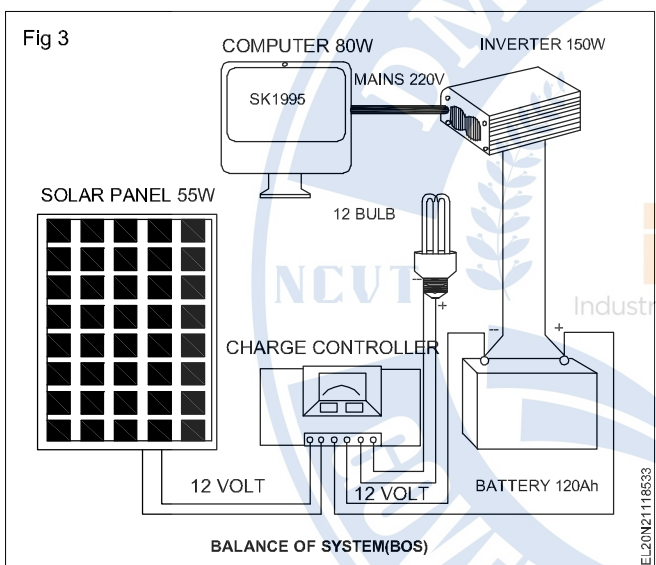 Fig 3
COMPUTER 80W
INVERTER 150W
MAINS 220V
SK1995
SOLAR PANEL 55W
12 BULB
--
+
NCVT
Industr
--
+
CHARGE CONTROLLER
12 VOLT
12 VOLT
BATTERY 120Ah
BALANCE OF SYSTEM(BOS)
EL20N21118533